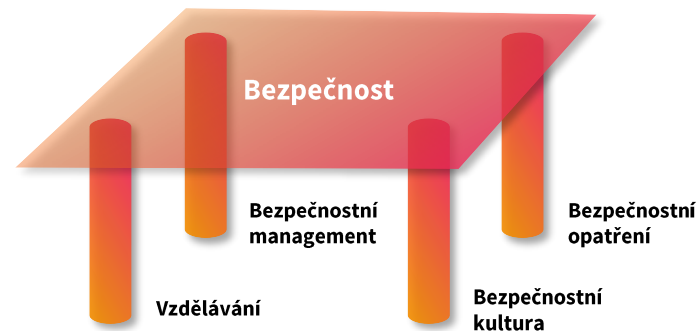 Bezpečnost
Bezpečnostní
management
Bezpečnostní
opatření
Vzdělávání
Bezpečnostní
kultura